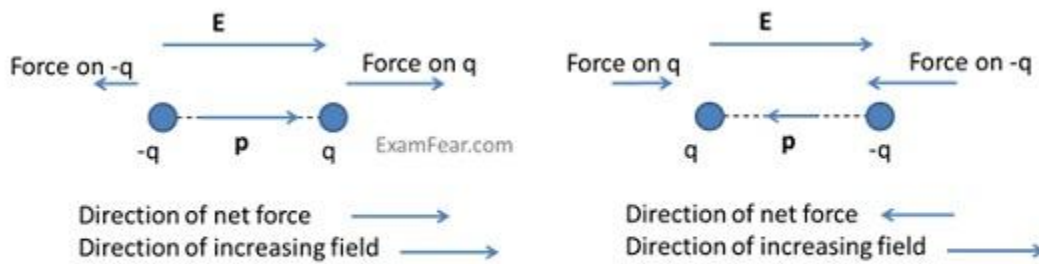 E
Force on -q
Force on q
-q
p
q
ExamFear.com
Direction of net force
Direction of increasing field
E
Force on q
Force on -q
q
p
-q
Direction of net force
Direction of increasing field